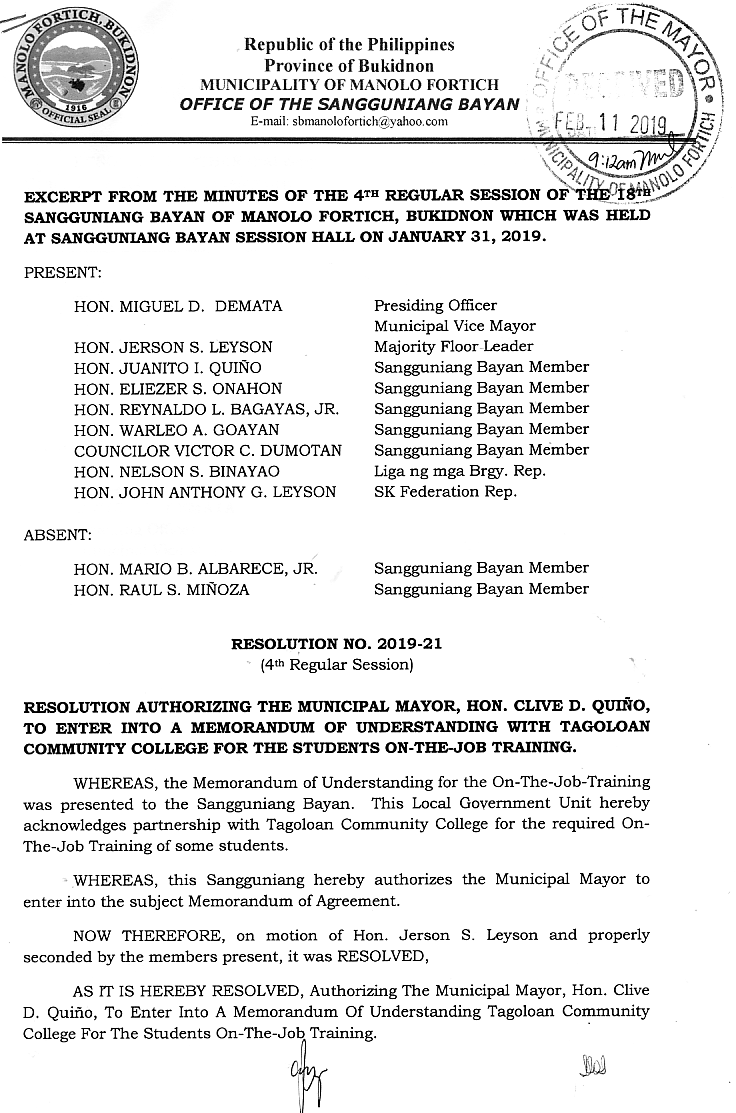 MANOLO FORTICH, BUKIDNON
1916
OFFICIAL SEAL
Republic of the Philippines
Province of Bukidnon
MUNICIPALITY OF MANOLO FORTICH
OFFICE OF THE SANGGUNIANG BAYAN
E-mail: sbmanolofortich@yahoo.com
OFFICE OF THE MAYOR
RECEIVED
FEB. 11 2019
9:12am
MUNICIPALITY OF MANOLO FORTICH
EXCERPT FROM THE MINUTES OF THE 4TH REGULAR SESSION OF THE 18TH
SANGGUNIANG BAYAN OF MANOLO FORTICH, BUKIDNON WHICH WAS HELD
AT SANGGUNIANG BAYAN SESSION HALL ON JANUARY 31, 2019.
PRESENT:
HON. MIGUEL D. DEMATA Presiding Officer
Municipal Vice Mayor
HON. JERSON S. LEYSON Majority Floor Leader
HON. JUANITO I. QUIÑO Sangguniang Bayan Member
HON. ELIEZER S. ONAHON Sangguniang Bayan Member
HON. REYNALDO L. BAGAYAS, JR. Sangguniang Bayan Member
HON. WARLEO A. GOAYAN Sangguniang Bayan Member
COUNCILOR VICTOR C. DUMOTAN Sangguniang Bayan Member
HON. NELSON S. BINAYAO Liga ng mga Brgy. Rep.
HON. JOHN ANTHONY G. LEYSON SK Federation Rep.
ABSENT:
HON. MARIO B. ALBARECE, JR. Sangguniang Bayan Member
HON. RAUL S. MIÑOZA Sangguniang Bayan Member
RESOLUTION NO. 2019-21
(4th Regular Session)
RESOLUTION AUTHORIZING THE MUNICIPAL MAYOR, HON. CLIVE D. QUIÑO,
TO ENTER INTO A MEMORANDUM OF UNDERSTANDING WITH TAGOLOAN
COMMUNITY COLLEGE FOR THE STUDENTS ON-THE-JOB TRAINING.
WHEREAS, the Memorandum of Understanding for the On-The-Job-Training
was presented to the Sangguniang Bayan. This Local Government Unit hereby
acknowledges partnership with Tagoloan Community College for the required On-
The-Job Training of some students.
WHEREAS, this Sangguniang hereby authorizes the Municipal Mayor to
enter into the subject Memorandum of Agreement.
NOW THEREFORE, on motion of Hon. Jerson S. Leyson and properly
seconded by the members present, it was RESOLVED,
AS IT IS HEREBY RESOLVED, Authorizing The Municipal Mayor, Hon. Clive
D. Quiño, To Enter Into A Memorandum Of Understanding Tagoloan Community
College For The Students On-The-Job Training.